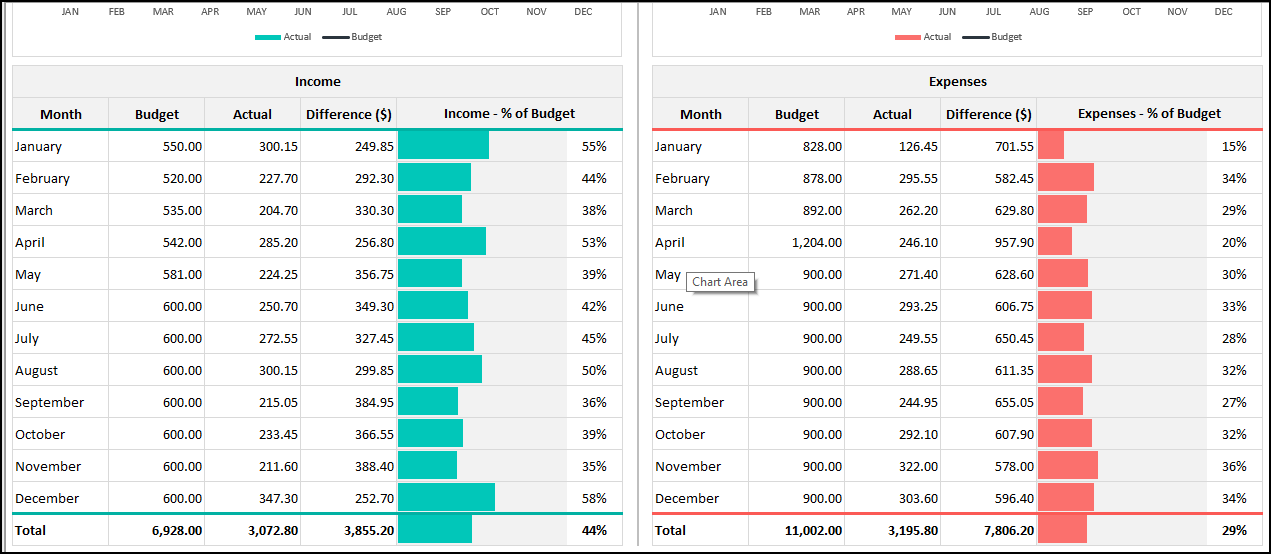 JAN FEB MAR APR MAY JUN JUL AUG SEP OCT NOV DEC
Actual Budget
Income
Month Budget Actual Difference ($) Income - % of Budget
January 550.00 300.15 249.85 55%
February 520.00 227.70 292.30 44%
March 535.00 204.70 330.30 38%
April 542.00 285.20 256.80 53%
May 581.00 224.25 356.75 39%
June 600.00 250.70 349.30 42%
July 600.00 272.55 327.45 45%
August 600.00 300.15 299.85 50%
September 600.00 215.05 384.95 36%
October 600.00 233.45 366.55 39%
November 600.00 211.60 388.40 35%
December 600.00 347.30 252.70 58%
Total 6,928.00 3,072.80 3,855.20 44%
JAN FEB MAR APR MAY JUN JUL AUG SEP OCT NOV DEC
Actual Budget
Expenses
Month Budget Actual Difference ($) Expenses - % of Budget
January 828.00 126.45 701.55 15%
February 878.00 295.55 582.45 34%
March 892.00 262.20 629.80 29%
April 1,204.00 246.10 957.90 20%
May 900.00 271.40 628.60 30%
Chart Area
June 900.00 293.25 606.75 33%
July 900.00 249.55 650.45 28%
August 900.00 288.65 611.35 32%
September 900.00 244.95 655.05 27%
October 900.00 292.10 607.90 32%
November 900.00 322.00 578.00 36%
December 900.00 303.60 596.40 34%
Total 11,002.00 3,195.80 7,806.20 29%